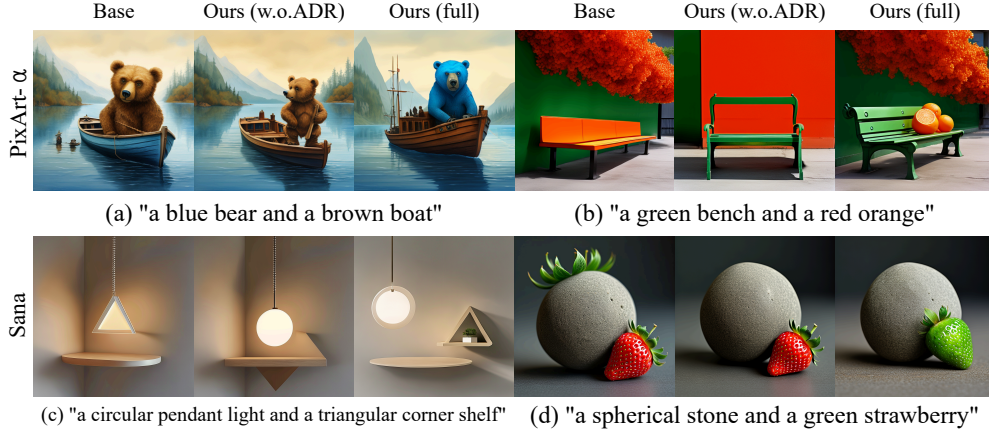 Base Ours (w.o.ADR) Ours (full) Base Ours (w.o.ADR) Ours (full)
PixArt-α
(a) "a blue bear and a brown boat" (b) "a green bench and a red orange"
Sana
(c) "a circular pendant light and a triangular corner shelf" (d) "a spherical stone and a green strawberry"